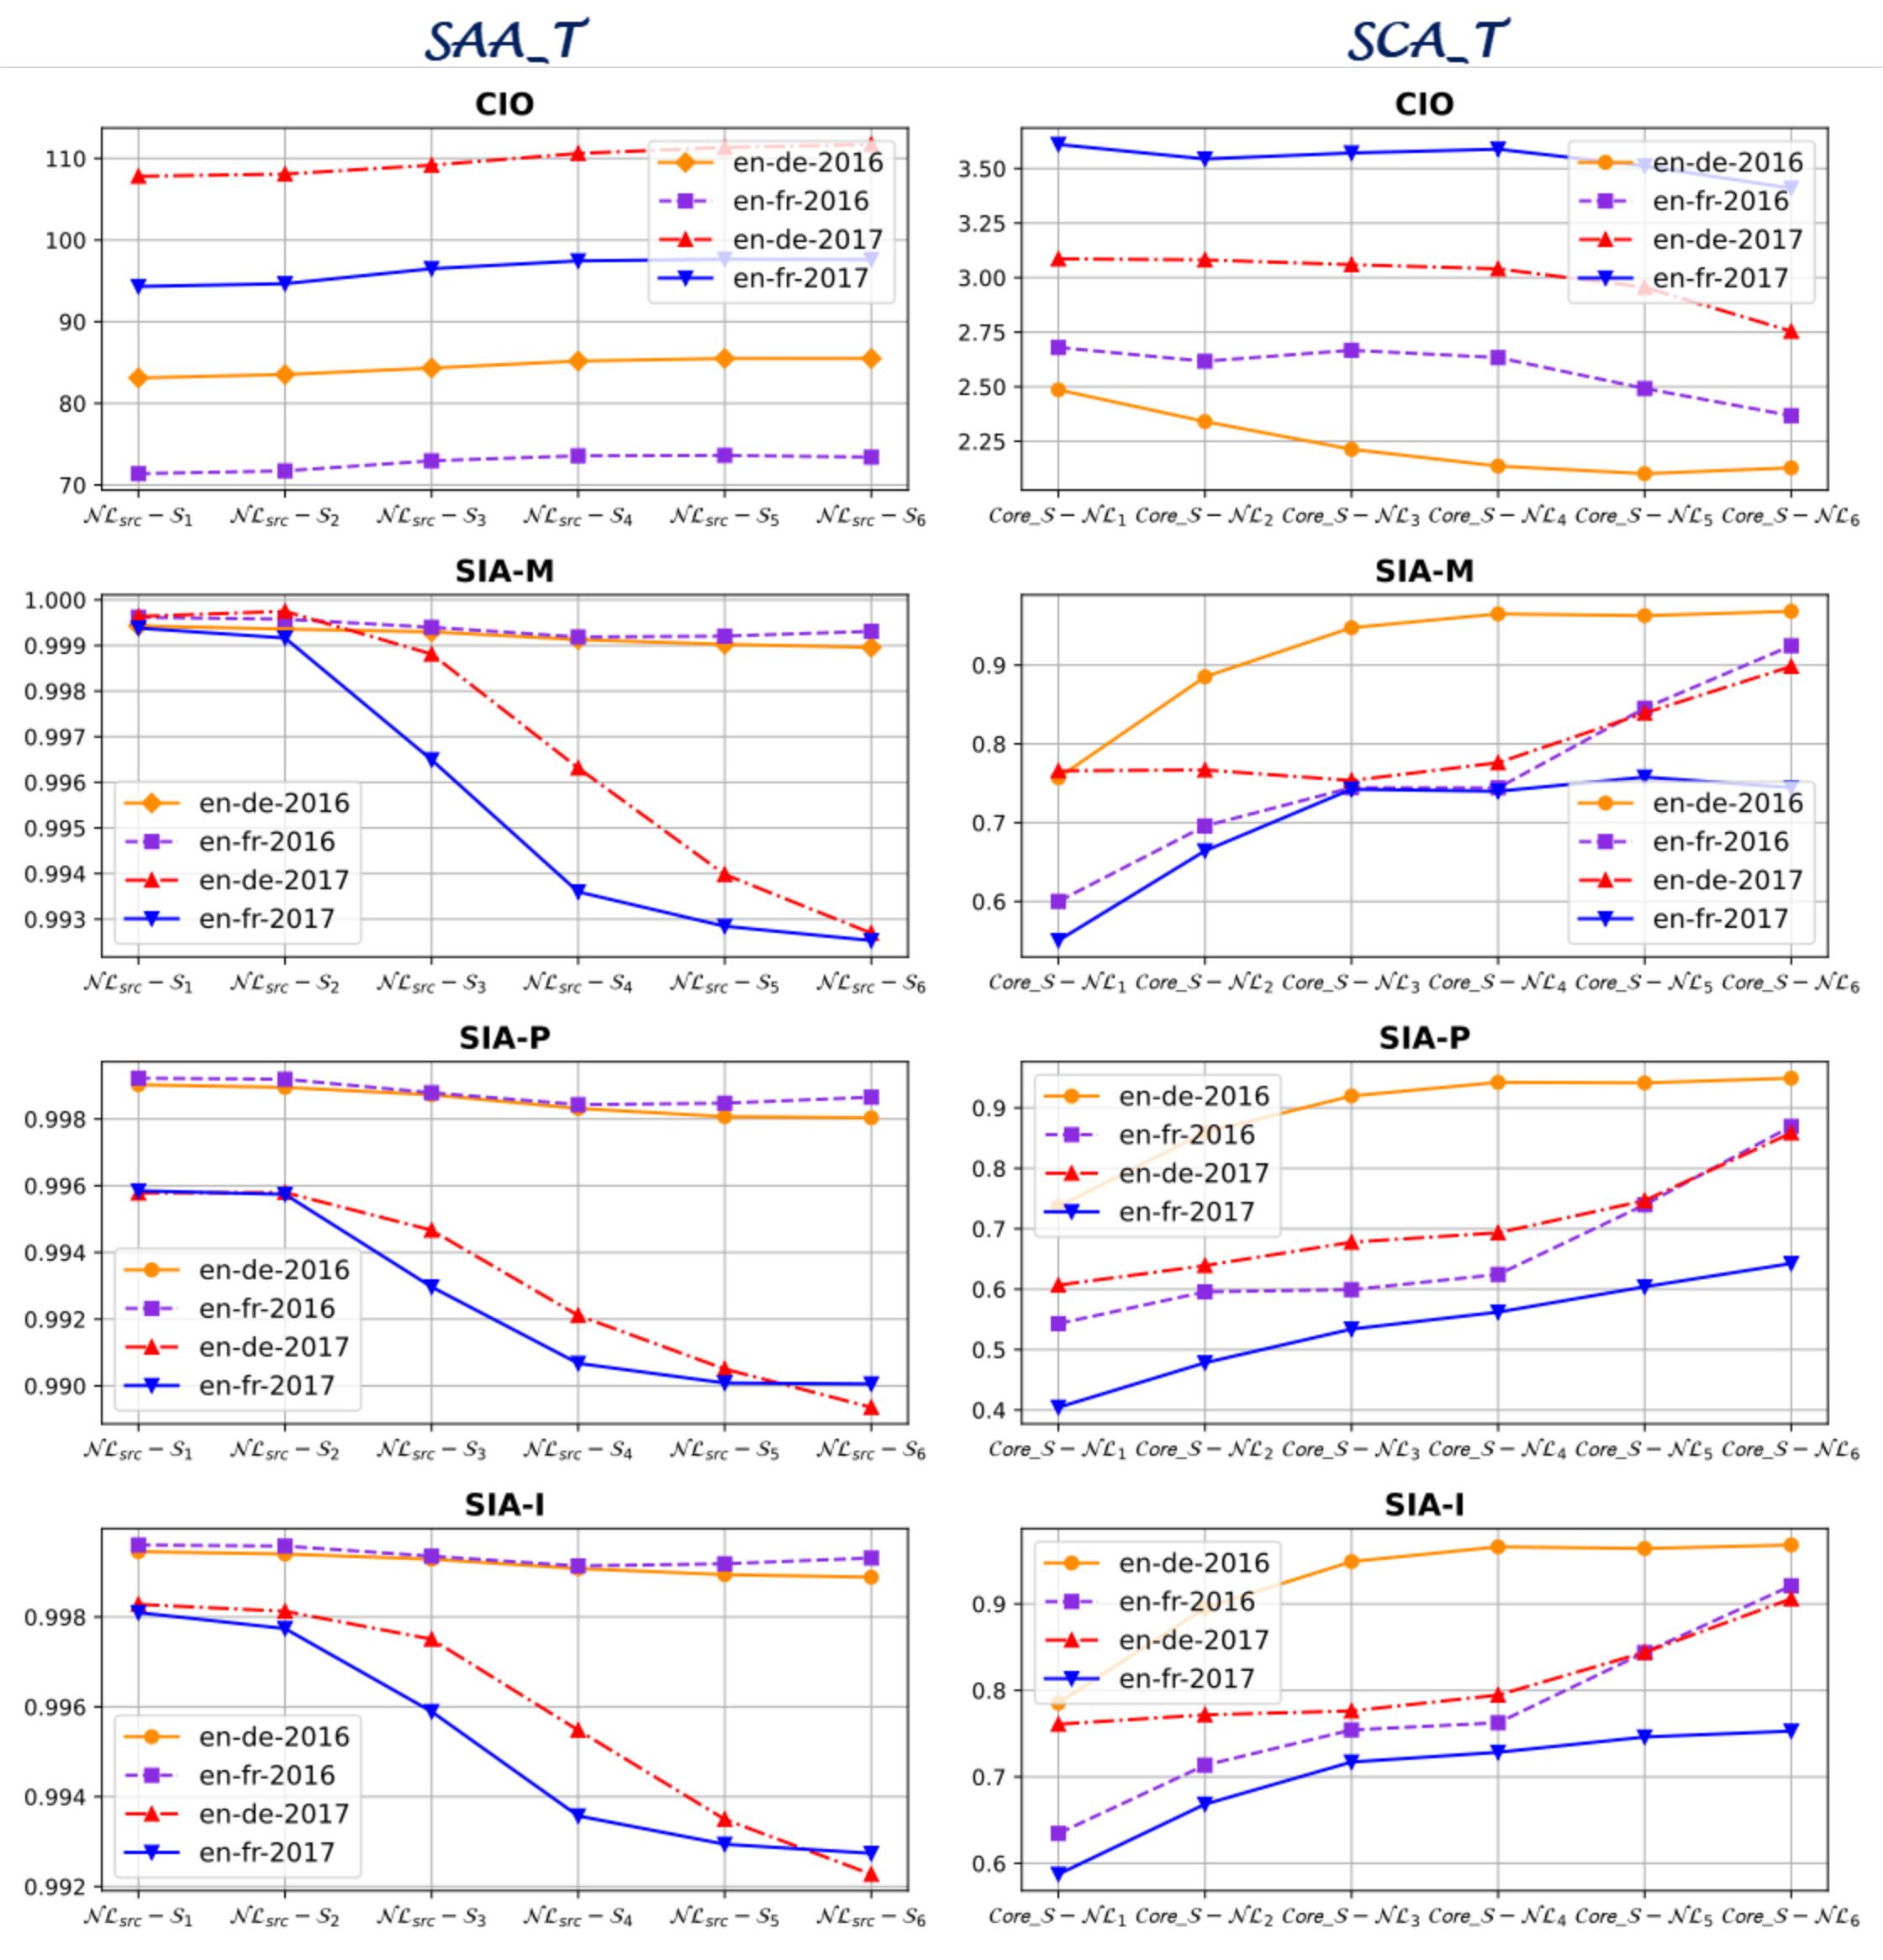 SAA_T SCA_T
CIO
110
100
90
80
70
en-de-2016
en-fr-2016
en-de-2017
en-fr-2017
NL_src − S_1 NL_src − S_2 NL_src − S_3 NL_src − S_4 NL_src − S_5 NL_src − S_6
CIO
3.50
3.25
3.00
2.75
2.50
2.25
en-de-2016
en-fr-2016
en-de-2017
en-fr-2017
Core_S − NL_1 Core_S − NL_2 Core_S − NL_3 Core_S − NL_4 Core_S − NL_5 Core_S − NL_6
SIA-M
1.000
0.999
0.998
0.997
0.996
0.995
0.994
0.993
en-de-2016
en-fr-2016
en-de-2017
en-fr-2017
NL_src − S_1 NL_src − S_2 NL_src − S_3 NL_src − S_4 NL_src − S_5 NL_src − S_6
SIA-M
0.9
0.8
0.7
0.6
en-de-2016
en-fr-2016
en-de-2017
en-fr-2017
Core_S − NL_1 Core_S − NL_2 Core_S − NL_3 Core_S − NL_4 Core_S − NL_5 Core_S − NL_6
SIA-P
0.998
0.996
0.994
0.992
0.990
en-de-2016
en-fr-2016
en-de-2017
en-fr-2017
NL_src − S_1 NL_src − S_2 NL_src − S_3 NL_src − S_4 NL_src − S_5 NL_src − S_6
SIA-P
0.9
0.8
0.7
0.6
0.5
0.4
en-de-2016
en-fr-2016
en-de-2017
en-fr-2017
Core_S − NL_1 Core_S − NL_2 Core_S − NL_3 Core_S − NL_4 Core_S − NL_5 Core_S − NL_6
SIA-I
0.998
0.996
0.994
0.992
en-de-2016
en-fr-2016
en-de-2017
en-fr-2017
NL_src − S_1 NL_src − S_2 NL_src − S_3 NL_src − S_4 NL_src − S_5 NL_src − S_6
SIA-I
0.9
0.8
0.7
0.6
en-de-2016
en-fr-2016
en-de-2017
en-fr-2017
Core_S − NL_1 Core_S − NL_2 Core_S − NL_3 Core_S − NL_4 Core_S − NL_5 Core_S − NL_6